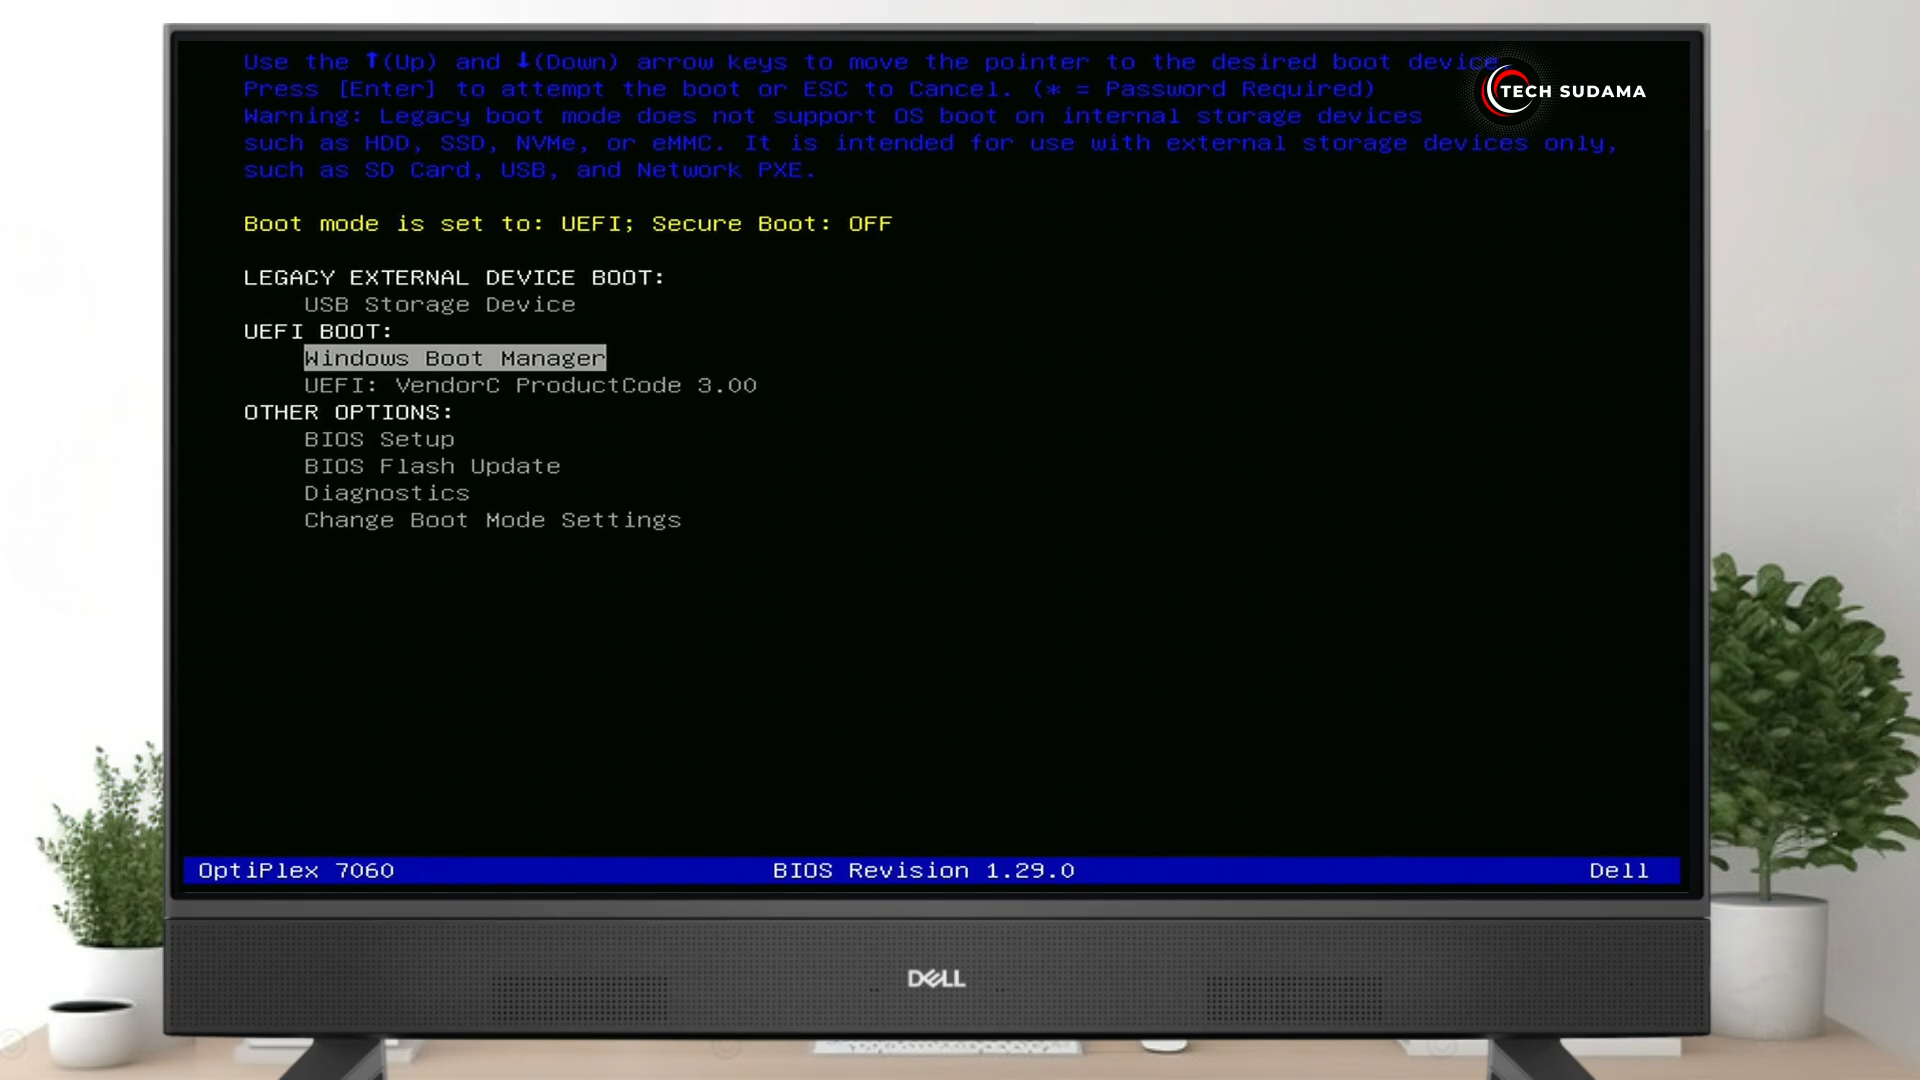 Use the ↑(Up) and ↓(Down) arrow keys to move the pointer to the desired boot device
Press [Enter] to attempt the boot or ESC to Cancel. (* = Password Required)
Warning: Legacy boot mode does not support OS boot on internal storage devices
such as HDD, SSD, NVMe, or eMMC. It is intended for use with external storage devices only,
such as SD Card, USB, and Network PXE.
TECH SUDAMA
Boot mode is set to: UEFI; Secure Boot: OFF
LEGACY EXTERNAL DEVICE BOOT:
USB Storage Device
UEFI BOOT:
Windows Boot Manager
UEFI: VendorC ProductCode 3.00
OTHER OPTIONS:
BIOS Setup
BIOS Flash Update
Diagnostics
Change Boot Mode Settings
OptiPlex 7060 BIOS Revision 1.29.0 Dell
DELL